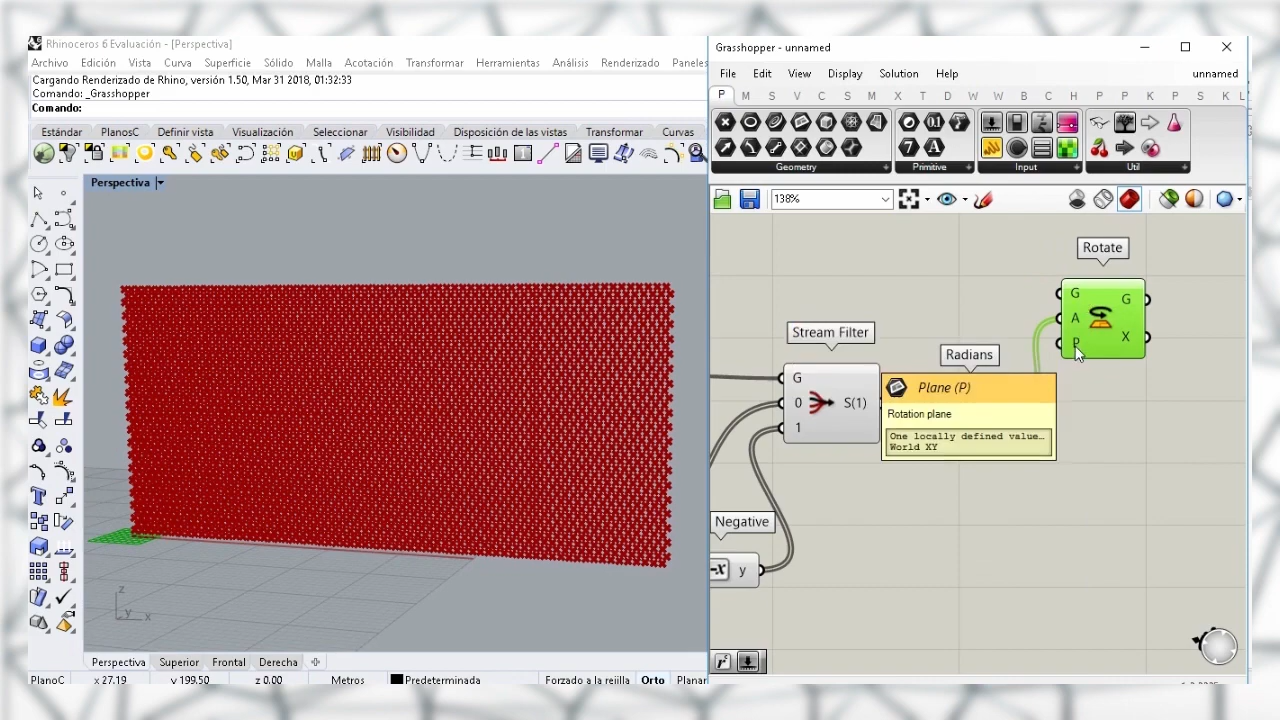 Rhinoceros 6 Evaluación - [Perspectiva]
Archivo Edición Vista Curva Superficie Sólido Malla Acotación Transformar Herramientas Análisis Renderizado Paneles
Cargando Renderizado de Rhino, versión 1.50, Mar 31 2018, 01:32:33
Comando: _Grasshopper
Comando:
Estándar PlanosC Definir vista Visualización Seleccionar Visibilidad Disposición de las vistas Transformar Curvas
Perspectiva
z
y x
Perspectiva Superior Frontal Derecha
PlanoC x 27.19 y 199.50 z 0.00 Metros Predeterminada Forzado a la rejilla Orto Planar
Grasshopper - unnamed
File Edit View Display Solution Help unnamed
P M S V C S M X T D W W B C H P P K P S K L
Geometry Primitive Input Util
138%
Rotate
G
A
P
G
X
Stream Filter
G
0
1
S(1)
Radians
Plane (P)
Rotation plane
One locally defined value…
World XY
Negative
-x y